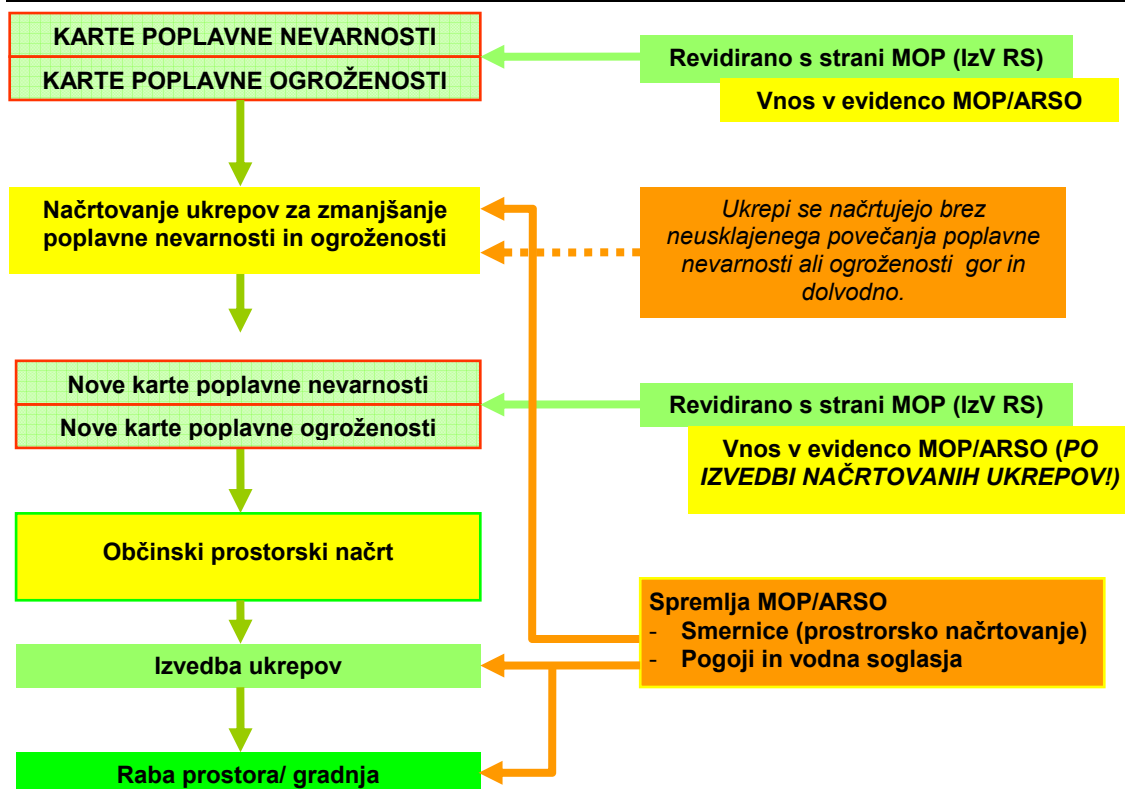 KARTE POPLAVNE NEVARNOSTI
KARTE POPLAVNE OGROŽENOSTI
Revidirano s strani MOP (IzV RS)
Vnos v evidenco MOP/ARSO
Načrtovanje ukrepov za zmanjšanje
poplavne nevarnosti in ogroženosti
Ukrepi se načrtujejo brez
neusklajenega povečanja poplavne
nevarnosti ali ogroženosti gor in
dolvodno.
Nove karte poplavne nevarnosti
Nove karte poplavne ogroženosti
Revidirano s strani MOP (IzV RS)
Vnos v evidenco MOP/ARSO (PO
IZVEDBI NAČRTOVANIH UKREPOV!)
Občinski prostorski načrt
Spremlja MOP/ARSO
- Smernice (prostrorsko načrtovanje)
- Pogoji in vodna soglasja
Izvedba ukrepov
Raba prostora/ gradnja